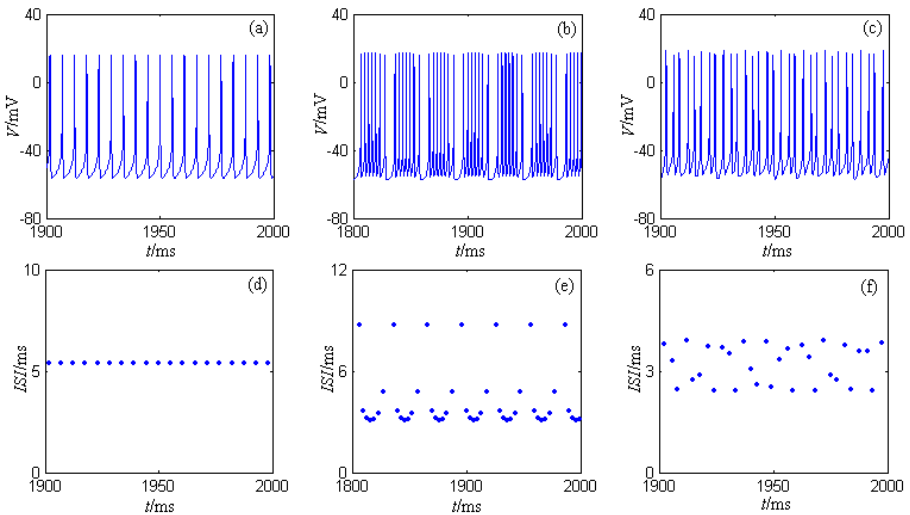 40 (a) 40 (b) 40 (c)
0 0 0
V/mV V/mV V/mV
-40 -40 -40
-80 -80 -80
1900 1950 2000 1800 1900 2000 1900 1950 2000
t/ms t/ms t/ms
10 (d) 12 (e) 6 (f)
ISI/ms ISI/ms ISI/ms
5 6 3
0 0 0
1900 1950 2000 1800 1900 2000 1900 1950 2000
t/ms t/ms t/ms